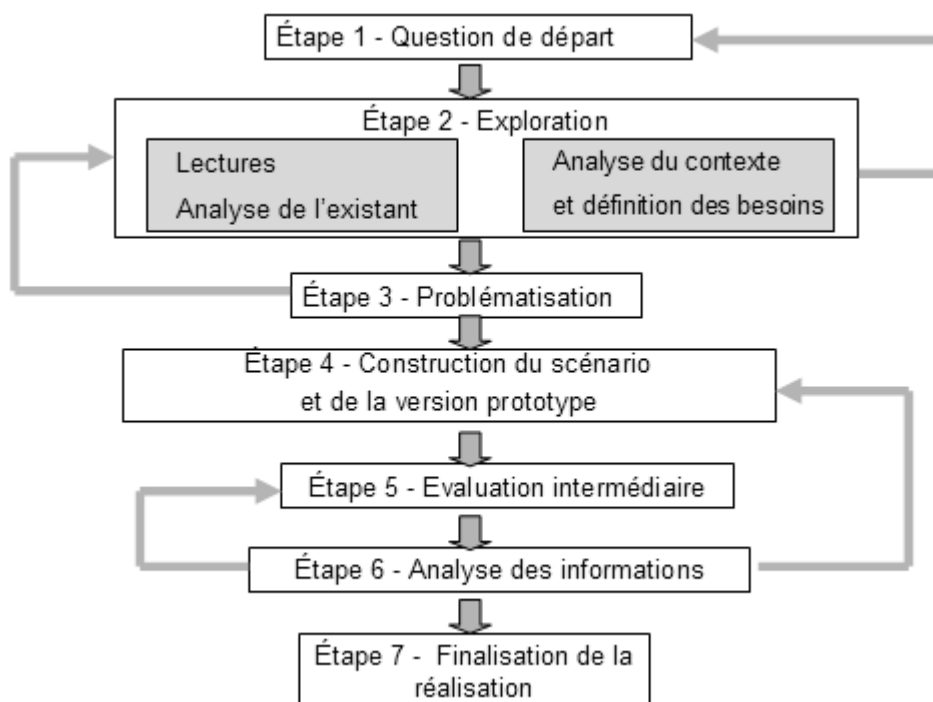 Étape 1 - Question de départ
Étape 2 - Exploration
Lectures
Analyse de l'existant
Analyse du contexte
et définition des besoins
Étape 3 - Problématisation
Étape 4 - Construction du scénario
et de la version prototype
Étape 5 - Evaluation intermédiaire
Étape 6 - Analyse des informations
Étape 7 -  Finalisation de la
réalisation